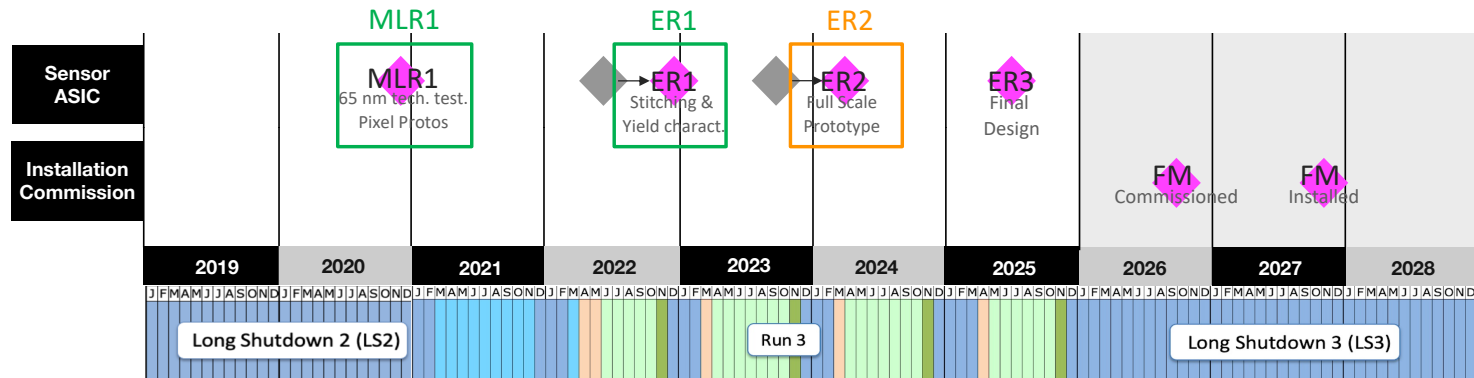 MLR1 ER1 ER2
Sensor
ASIC
MLR1
65 nm tech. test.
Pixel Protos
ER1
Stitching &
Yield charact.
ER2
Full Scale
Prototype
ER3
Final
Design
Installation
Commission
FM
Commissioned
FM
Installed
2019 2020 2021 2022 2023 2024 2025 2026 2027 2028
J F M A M J J A S O N D J F M A M J J A S O N D J F M A M J J A S O N D J F M A M J J A S O N D J F M A M J J A S O N D J F M A M J J A S O N D J F M A M J J A S O N D J F M A M J J A S O N D J F M A M J J A S O N D J F M A M J J A S O N D
Long Shutdown 2 (LS2) Run 3 Long Shutdown 3 (LS3)